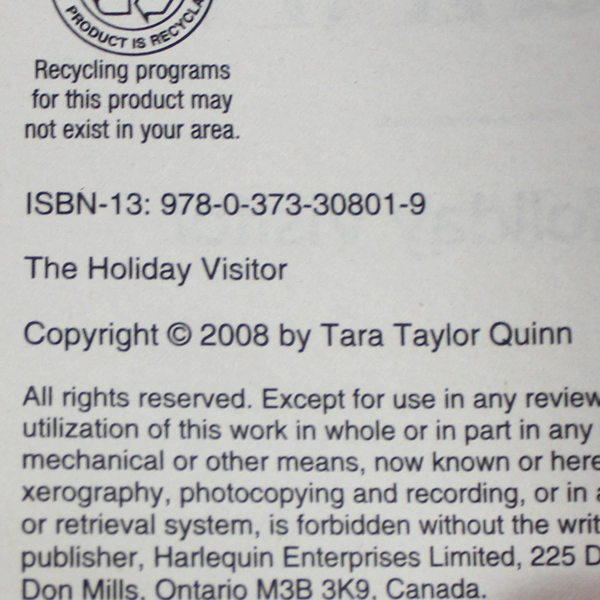 PRODUCT IS RECYCLA
Recycling programs
for this product may
not exist in your area.
ISBN-13: 978-0-373-30801-9
The Holiday Visitor
Copyright © 2008 by Tara Taylor Quinn
All rights reserved. Except for use in any review
utilization of this work in whole or in part in any
mechanical or other means, now known or here
xerography, photocopying and recording, or in a
or retrieval system, is forbidden without the writ
publisher, Harlequin Enterprises Limited, 225 D
Don Mills, Ontario M3B 3K9, Canada.